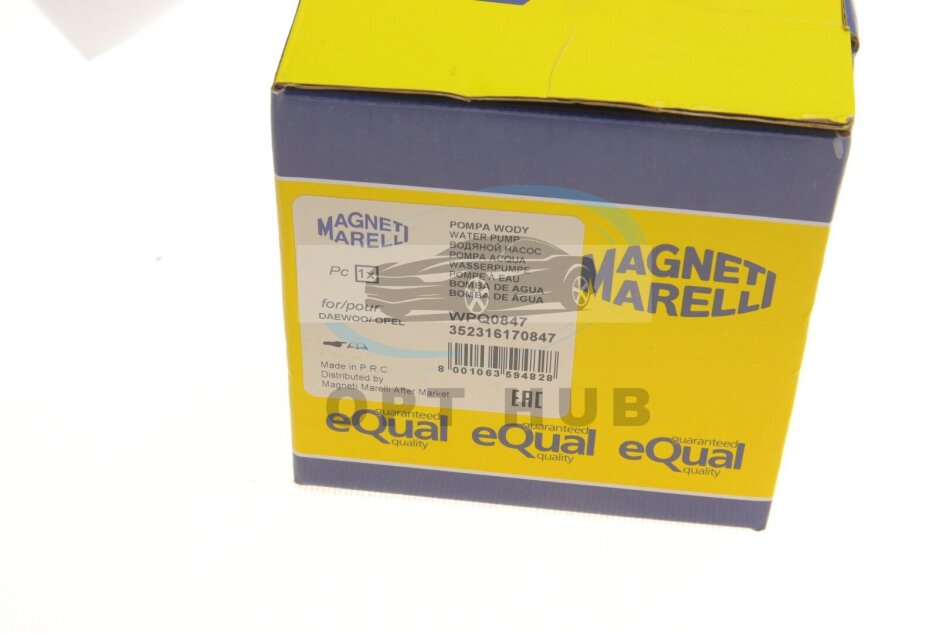 MAGNETI
MARELLI
Pc 1x
for/pour:
DAEWOO/ OPEL
Made in P.R.C
Distributed by
Magneti Marelli After Market
POMPA WODY
WATER PUMP
ВОДЯНОЙ НАСОС
POMPA ACQUA
WASSERPUMPE
POMPE À EAU
BOMBA DE AGUA
BOMBA DE ÁGUA
WPQ0847
352316170847
8 001063 594828
EAC
MAGNETI
MARELLI
OPT HUB
guaranteed
eQual
quality
guaranteed
eQual
quality
guaranteed
eQual
quality